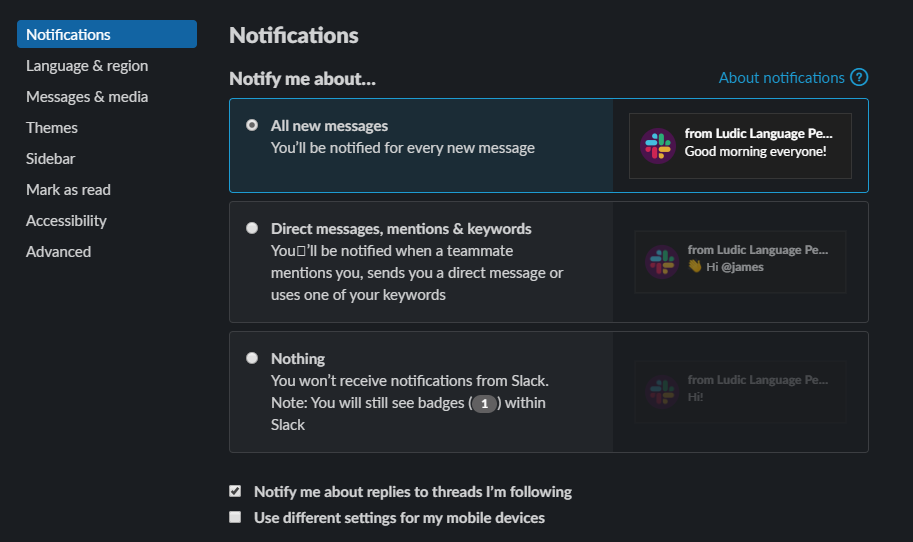 Notifications
Language & region
Messages & media
Themes
Sidebar
Mark as read
Accessibility
Advanced
Notifications
Notify me about...
About notifications ?
All new messages
You’ll be notified for every new message
from Ludic Language Pe...
Good morning everyone!
Direct messages, mentions & keywords
You□’ll be notified when a teammate
mentions you, sends you a direct message or
uses one of your keywords
from Ludic Language Pe...
👋 Hi @james
Nothing
You won’t receive notifications from Slack.
Note: You will still see badges (1) within
Slack
from Ludic Language Pe...
Hi!
Notify me about replies to threads I’m following
Use different settings for my mobile devices